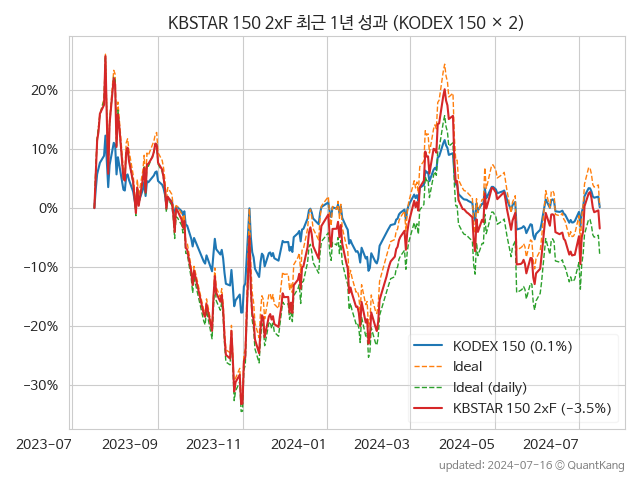 KBSTAR 150 2xF 최근 1년 성과 (KODEX 150 × 2)
20%
10%
0%
−10%
−20%
−30%
KODEX 150 (0.1%)
Ideal
Ideal (daily)
KBSTAR 150 2xF (−3.5%)
2023-07 2023-09 2023-11 2024-01 2024-03 2024-05 2024-07
updated: 2024-07-16 © QuantKang